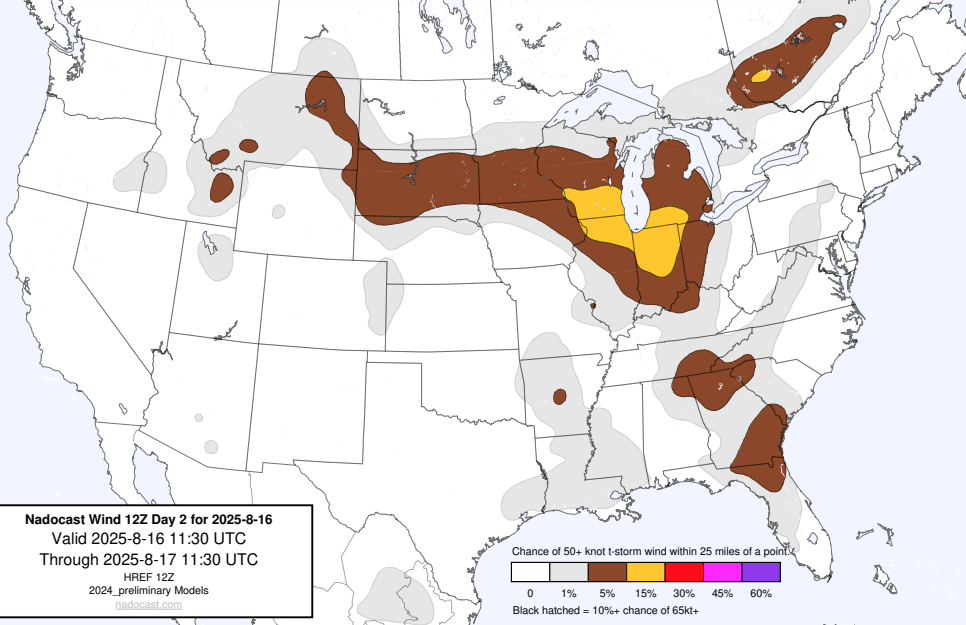 Nadocast Wind 12Z Day 2 for 2025-8-16
Valid 2025-8-16 11:30 UTC
Through 2025-8-17 11:30 UTC
HREF 12Z
2024_preliminary Models
nadocast.com
Chance of 50+ knot t-storm wind within 25 miles of a point.
0 1% 5% 15% 30% 45% 60%
Black hatched = 10%+ chance of 65kt+